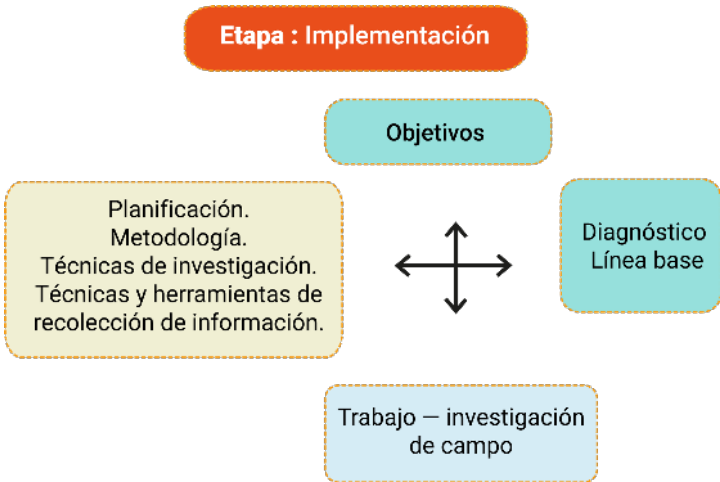 Etapa : Implementación
Objetivos
Planificación.
Metodología.
Técnicas de investigación.
Técnicas y herramientas de
recolección de información.
Diagnóstico
Línea base
Trabajo — investigación
de campo